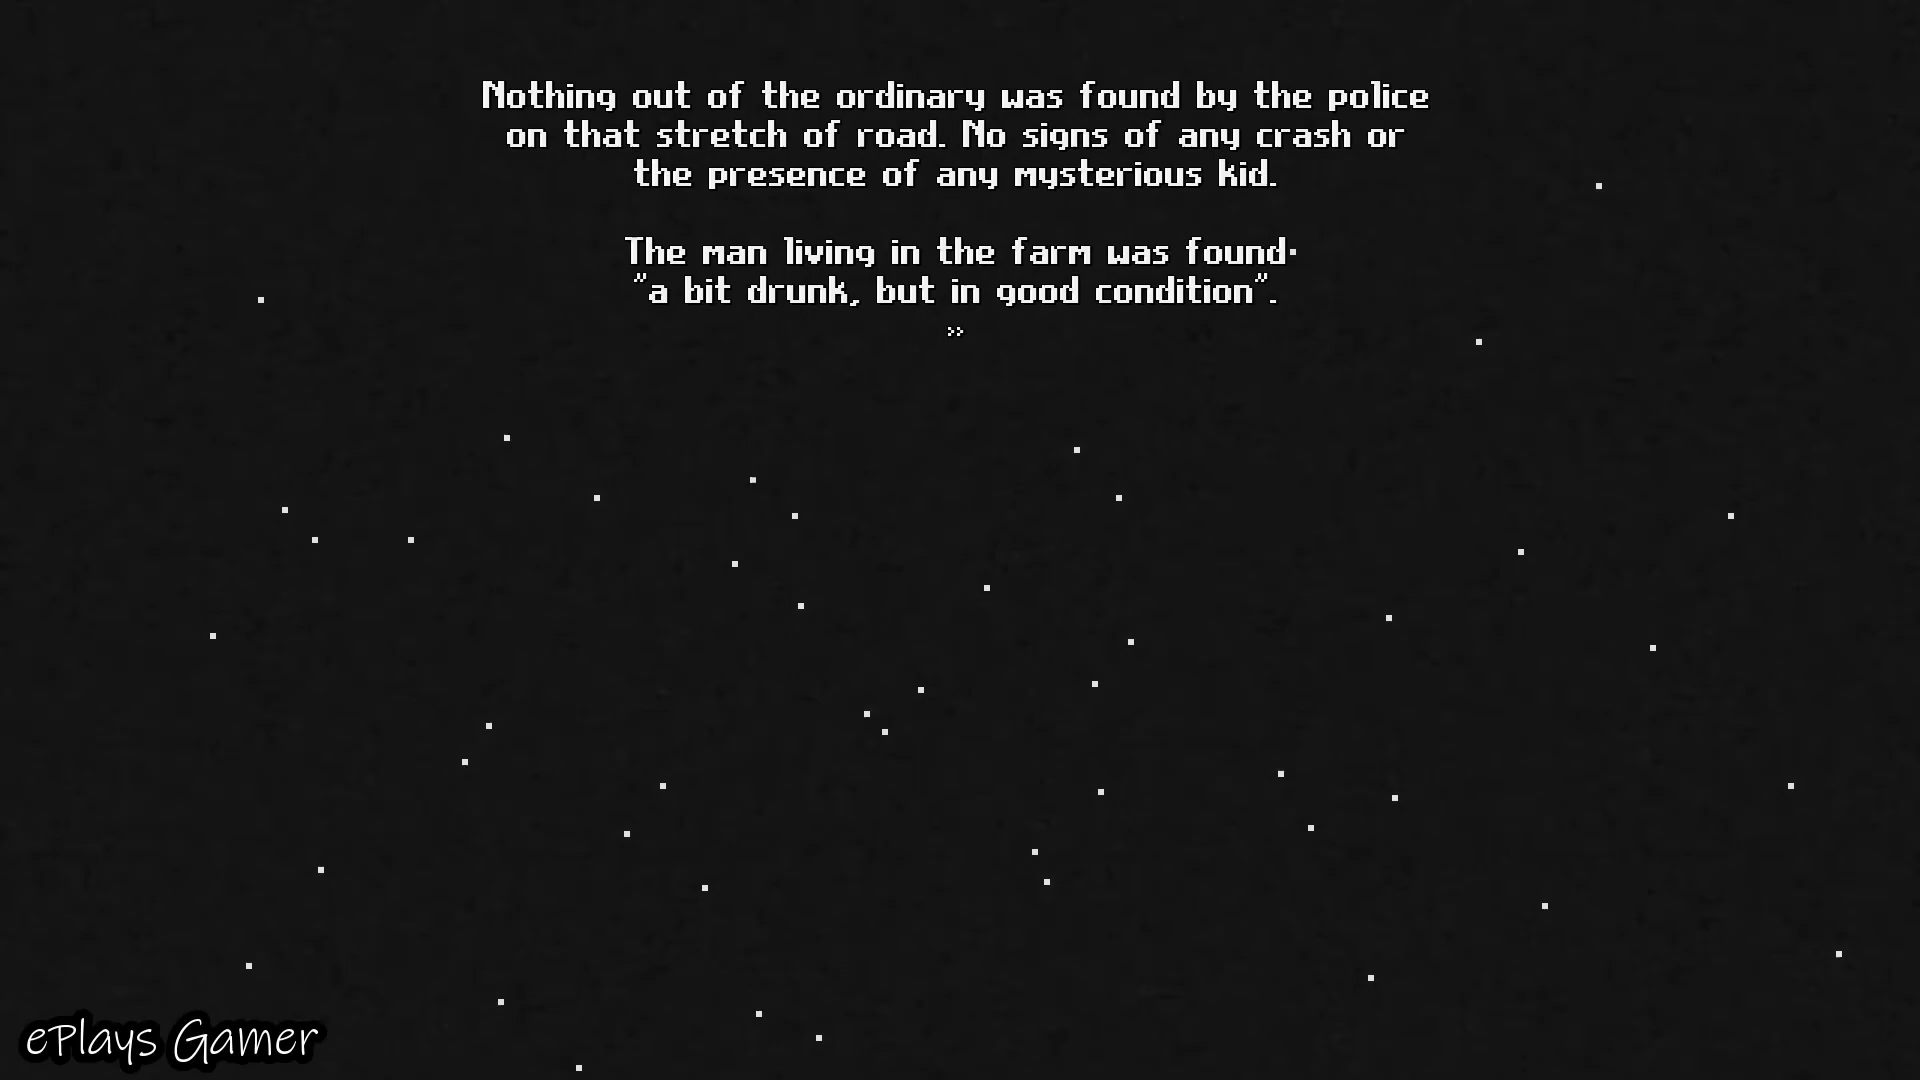 Nothing out of the ordinary was found by the police
on that stretch of road. No signs of any crash or
the presence of any mysterious kid.
The man living in the farm was found·
"a bit drunk, but in good condition".
»
ePlays Gamer